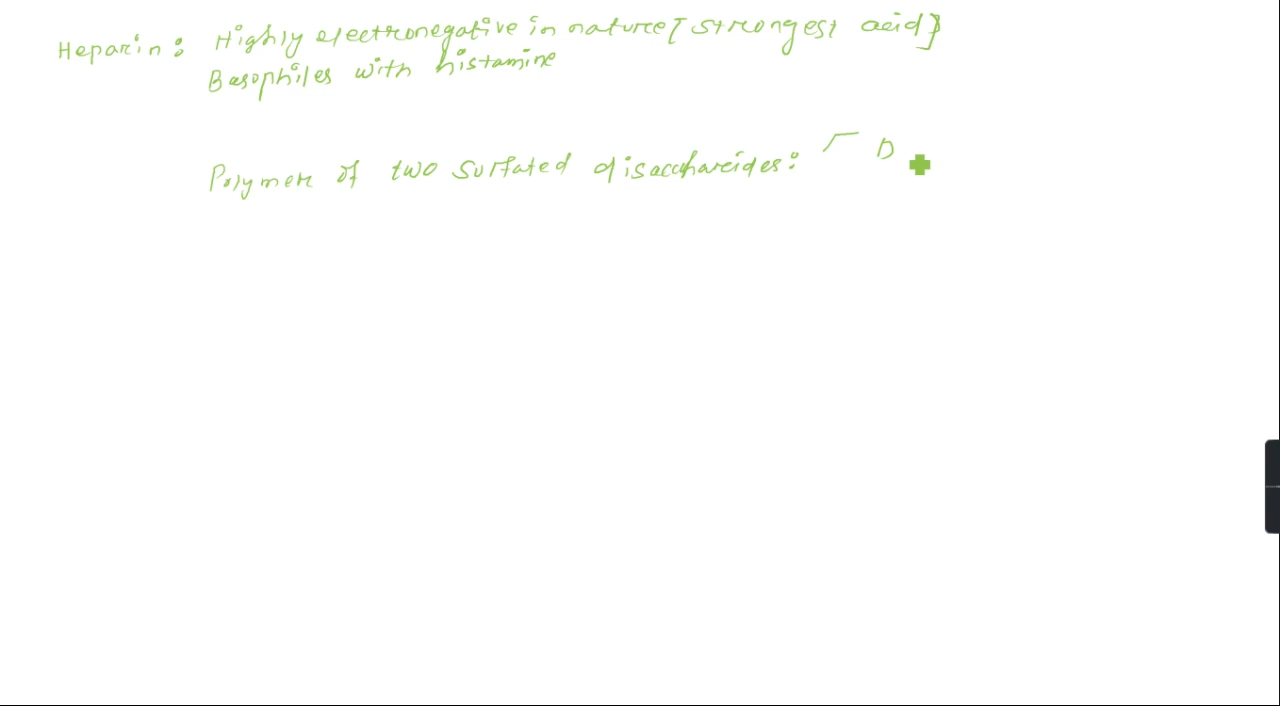 Heparin: Highly electronegative in nature [strongest acid]
Basophiles with histamine
Polymer of two sulfated disaccharides: D